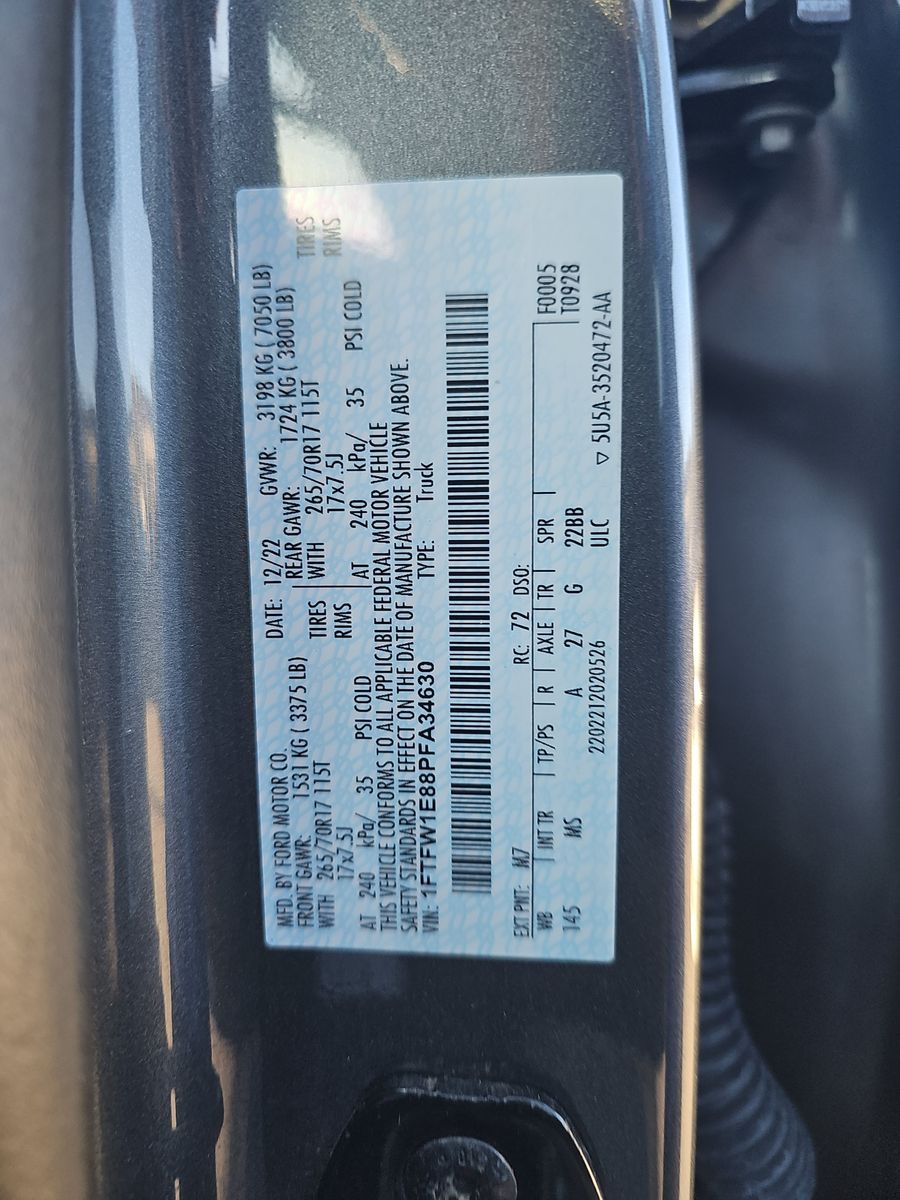 MFD. BY FORD MOTOR CO.
DATE: 12/22 GVWR: 3198 KG ( 7050 LB)
FRONT GAWR: 1531 KG ( 3375 LB) REAR GAWR: 1724 KG ( 3800 LB)
WITH 265/70R17 115T TIRES WITH 265/70R17 115T TIRES
17x7.5J RIMS 17x7.5J RIMS
AT 240 kPa/ 35 PSI COLD AT 240 kPa/ 35 PSI COLD
THIS VEHICLE CONFORMS TO ALL APPLICABLE FEDERAL MOTOR VEHICLE
SAFETY STANDARDS IN EFFECT ON THE DATE OF MANUFACTURE SHOWN ABOVE.
VIN: 1FTFW1E88PFA34630 TYPE: Truck
EXT PNT: M7 RC: 72 DSO:
WB INT TR TP/PS R AXLE TR SPR F0005
145 MS A 27 G 22BB T0928
2202212020526 ULC ▽ 5U5A-3520472-AA